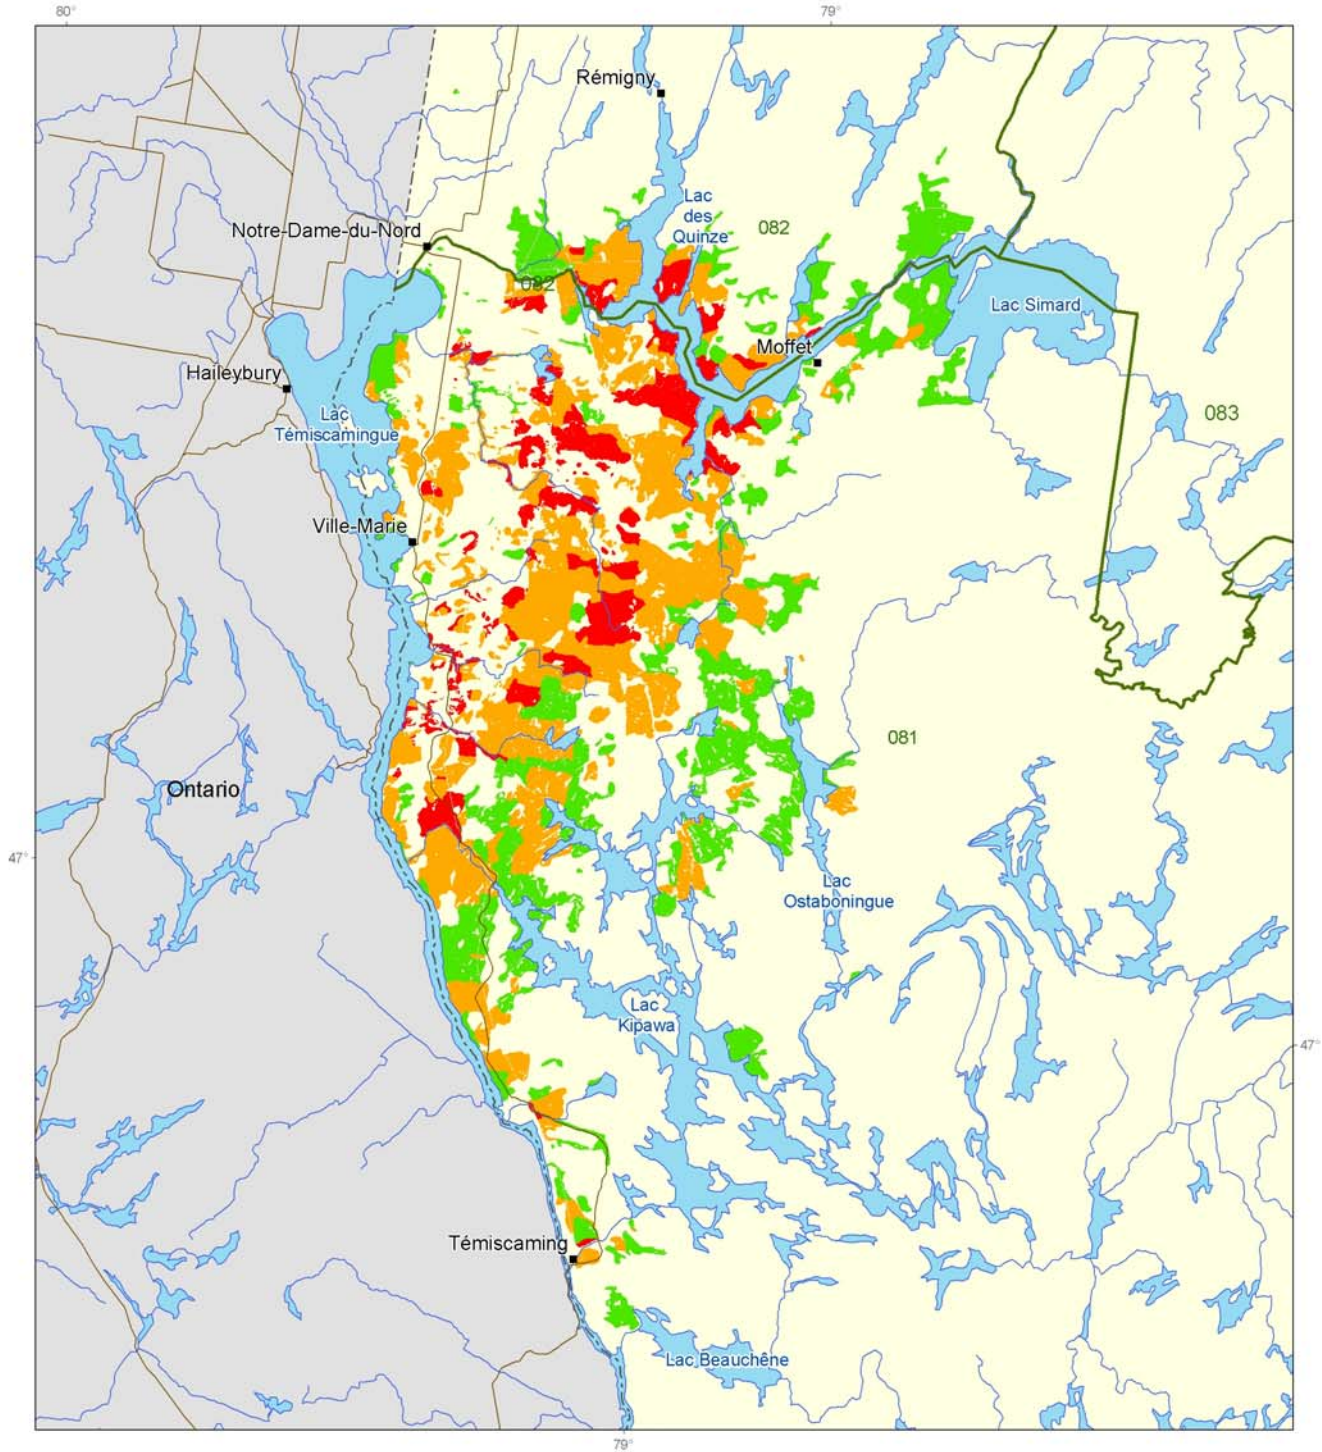 80°
79°
Rémigny
Lac
des
Quinze
082
Notre-Dame-du-Nord
082
Lac Simard
Moffet
Haileybury
083
Lac
Témiscamingue
Ville-Marie
081
Ontario
47°
Lac
Ostaboningue
Lac
Kipawa
47°
Témiscaming
Lac Beauchêne
79°